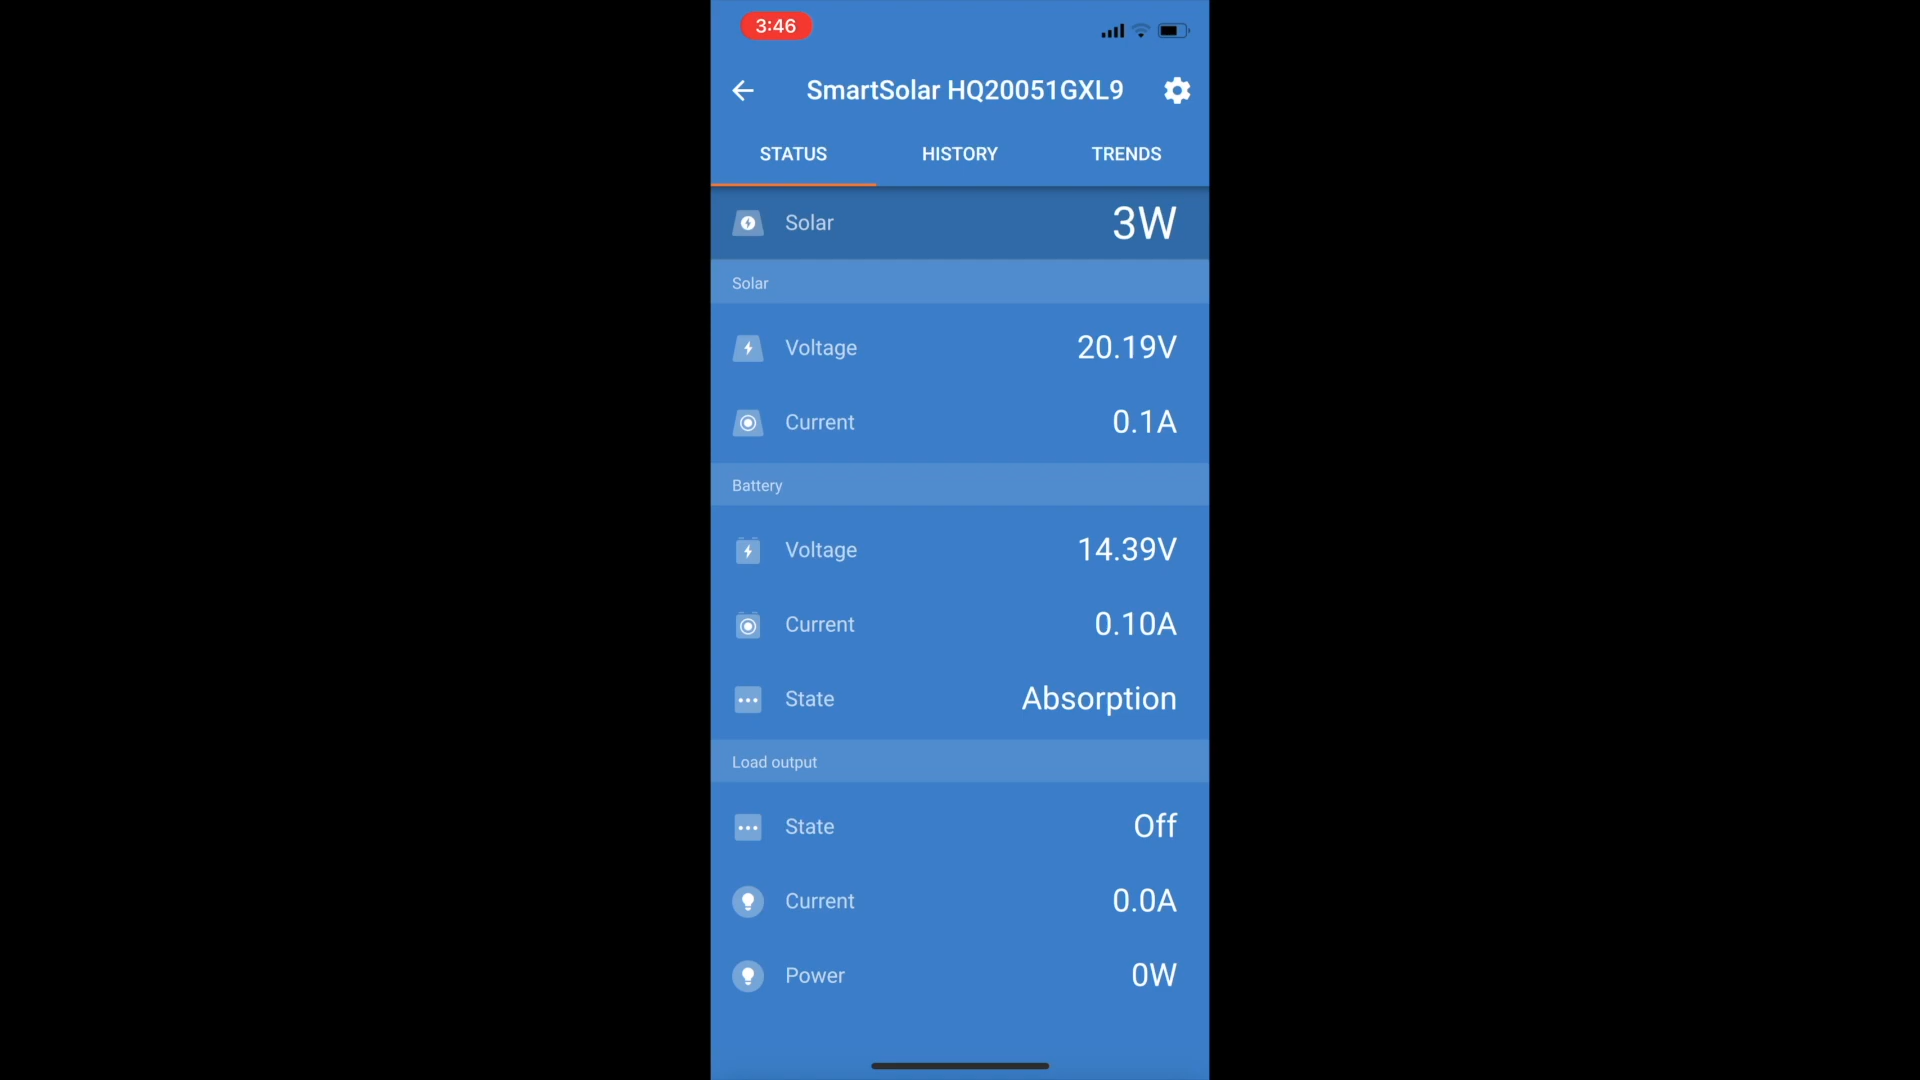 3:46
SmartSolar HQ20051GXL9
STATUS HISTORY TRENDS
Solar 3W
Solar
Voltage 20.19V
Current 0.1A
Battery
Voltage 14.39V
Current 0.10A
State Absorption
Load output
State Off
Current 0.0A
Power 0W